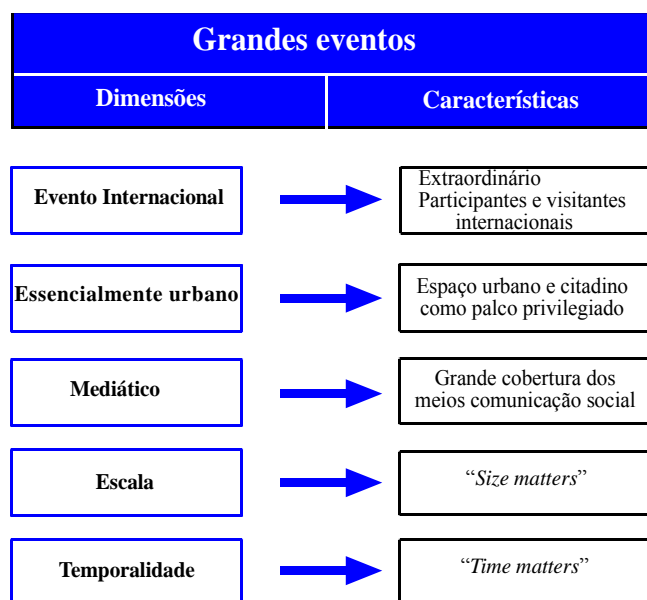 Grandes eventos
Dimensões
Características
Evento Internacional
Extraordinário
Participantes e visitantes
internacionais
Essencialmente urbano
Espaço urbano e citadino
como palco privilegiado
Mediático
Grande cobertura dos
meios comunicação social
Escala
“Size matters”
Temporalidade
“Time matters”